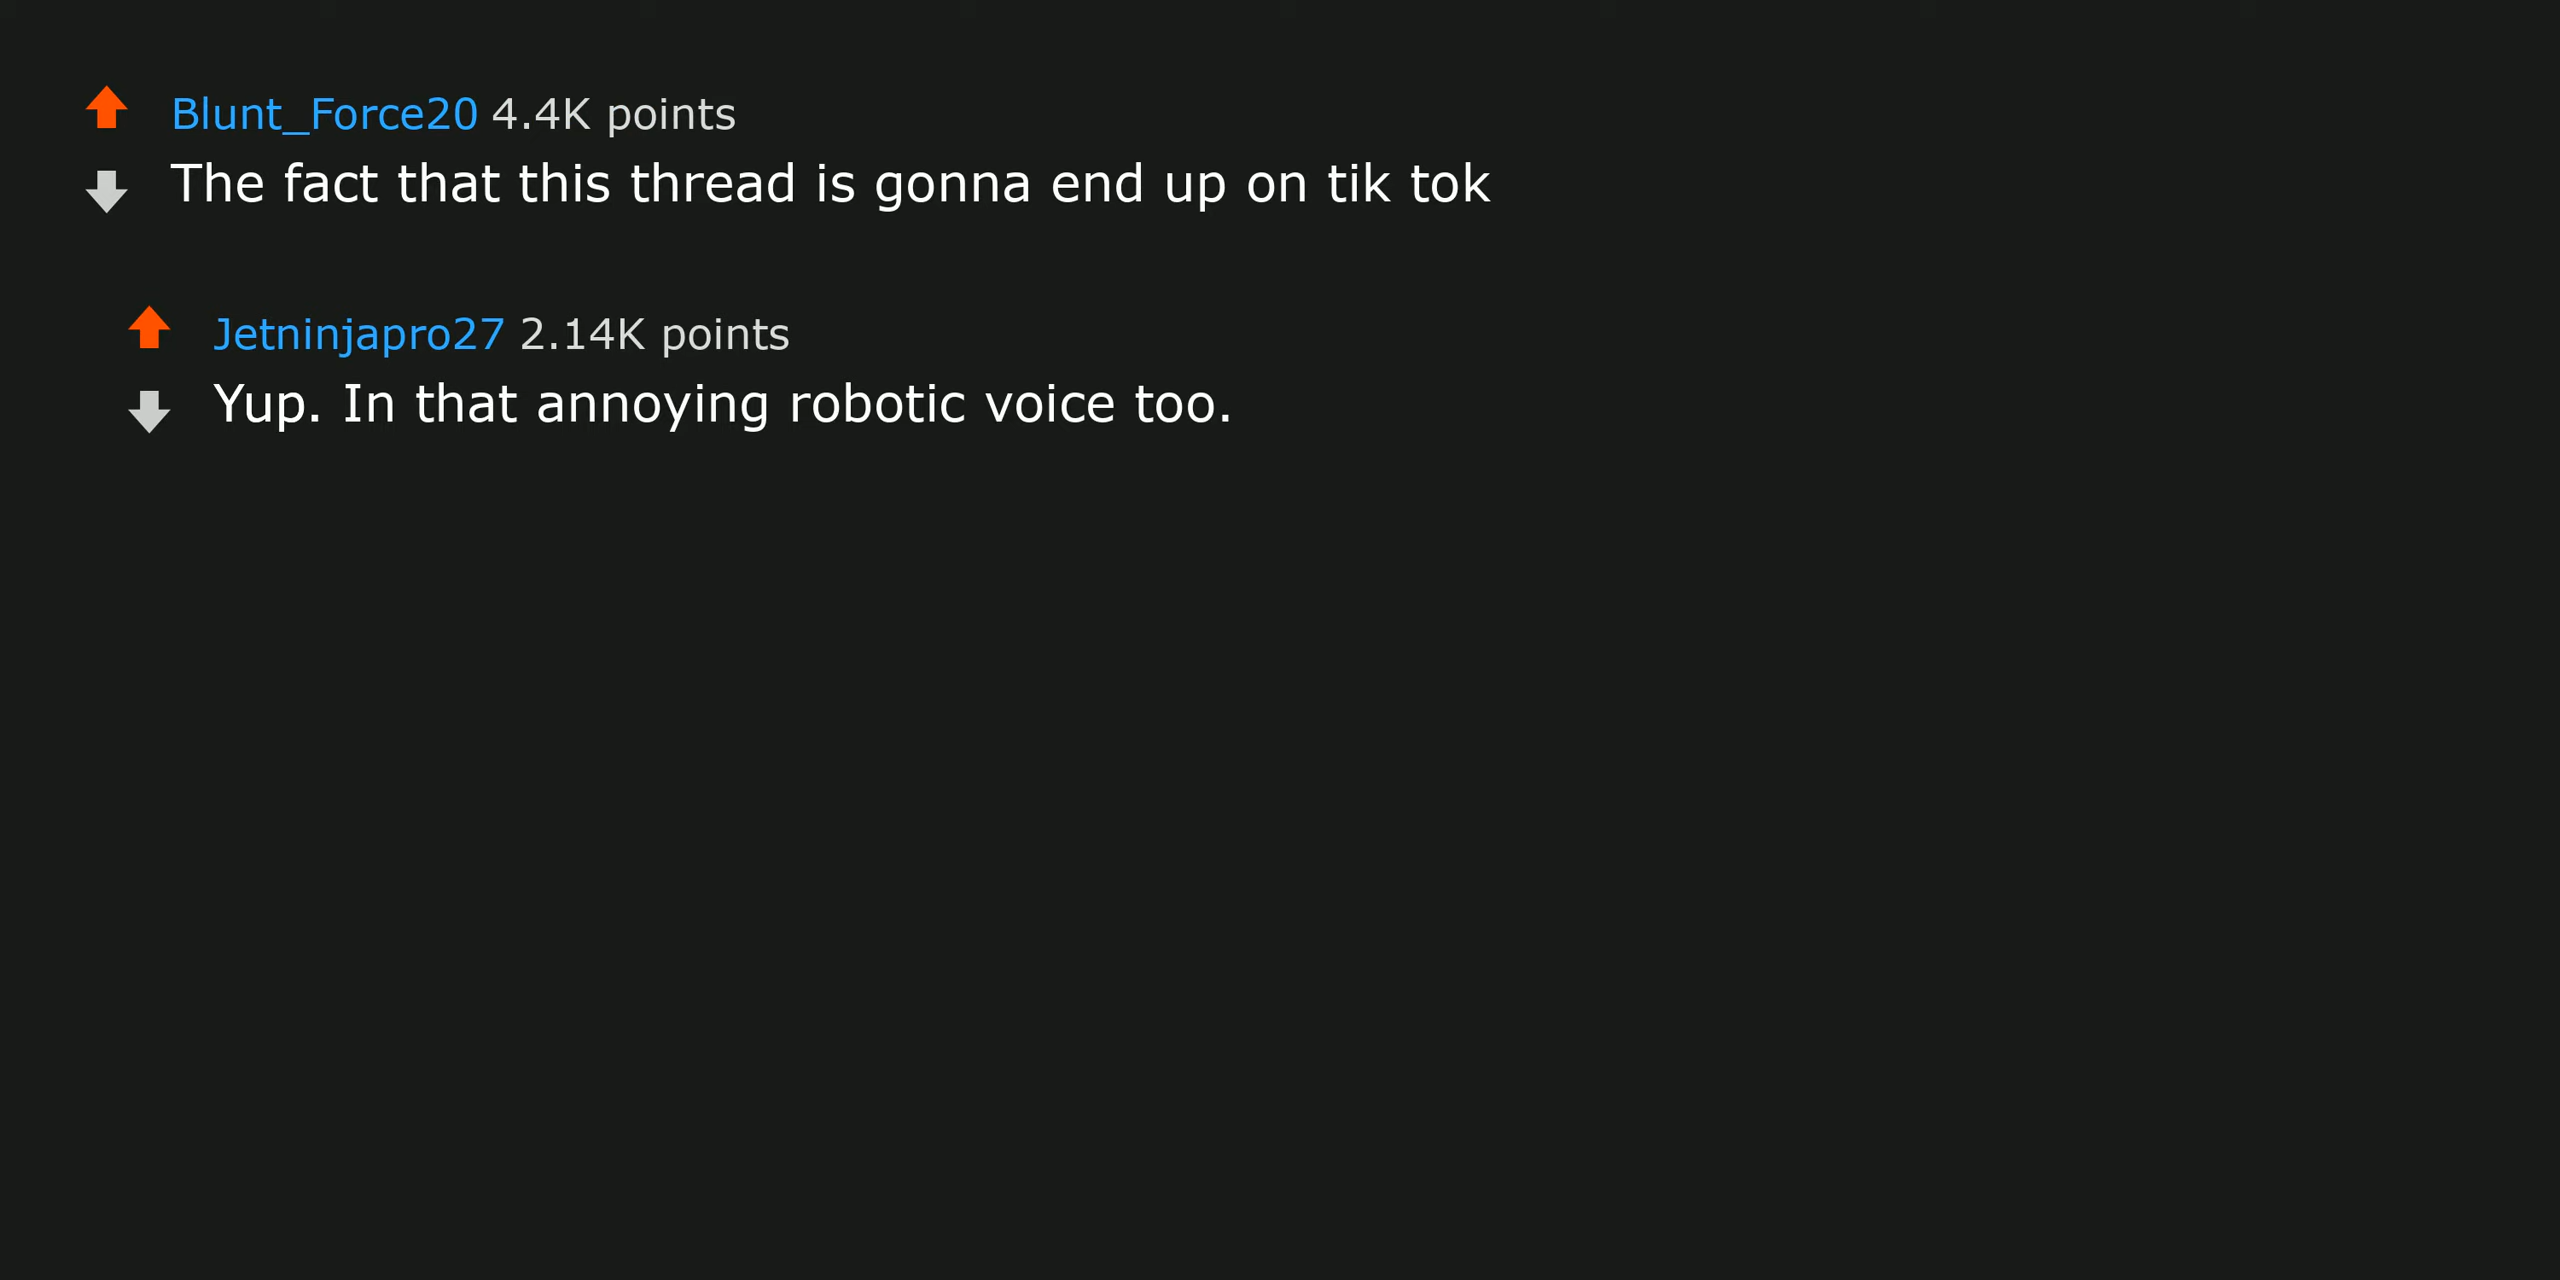 Blunt_Force20 4.4K points
The fact that this thread is gonna end up on tik tok
Jetninjapro27 2.14K points
Yup. In that annoying robotic voice too.